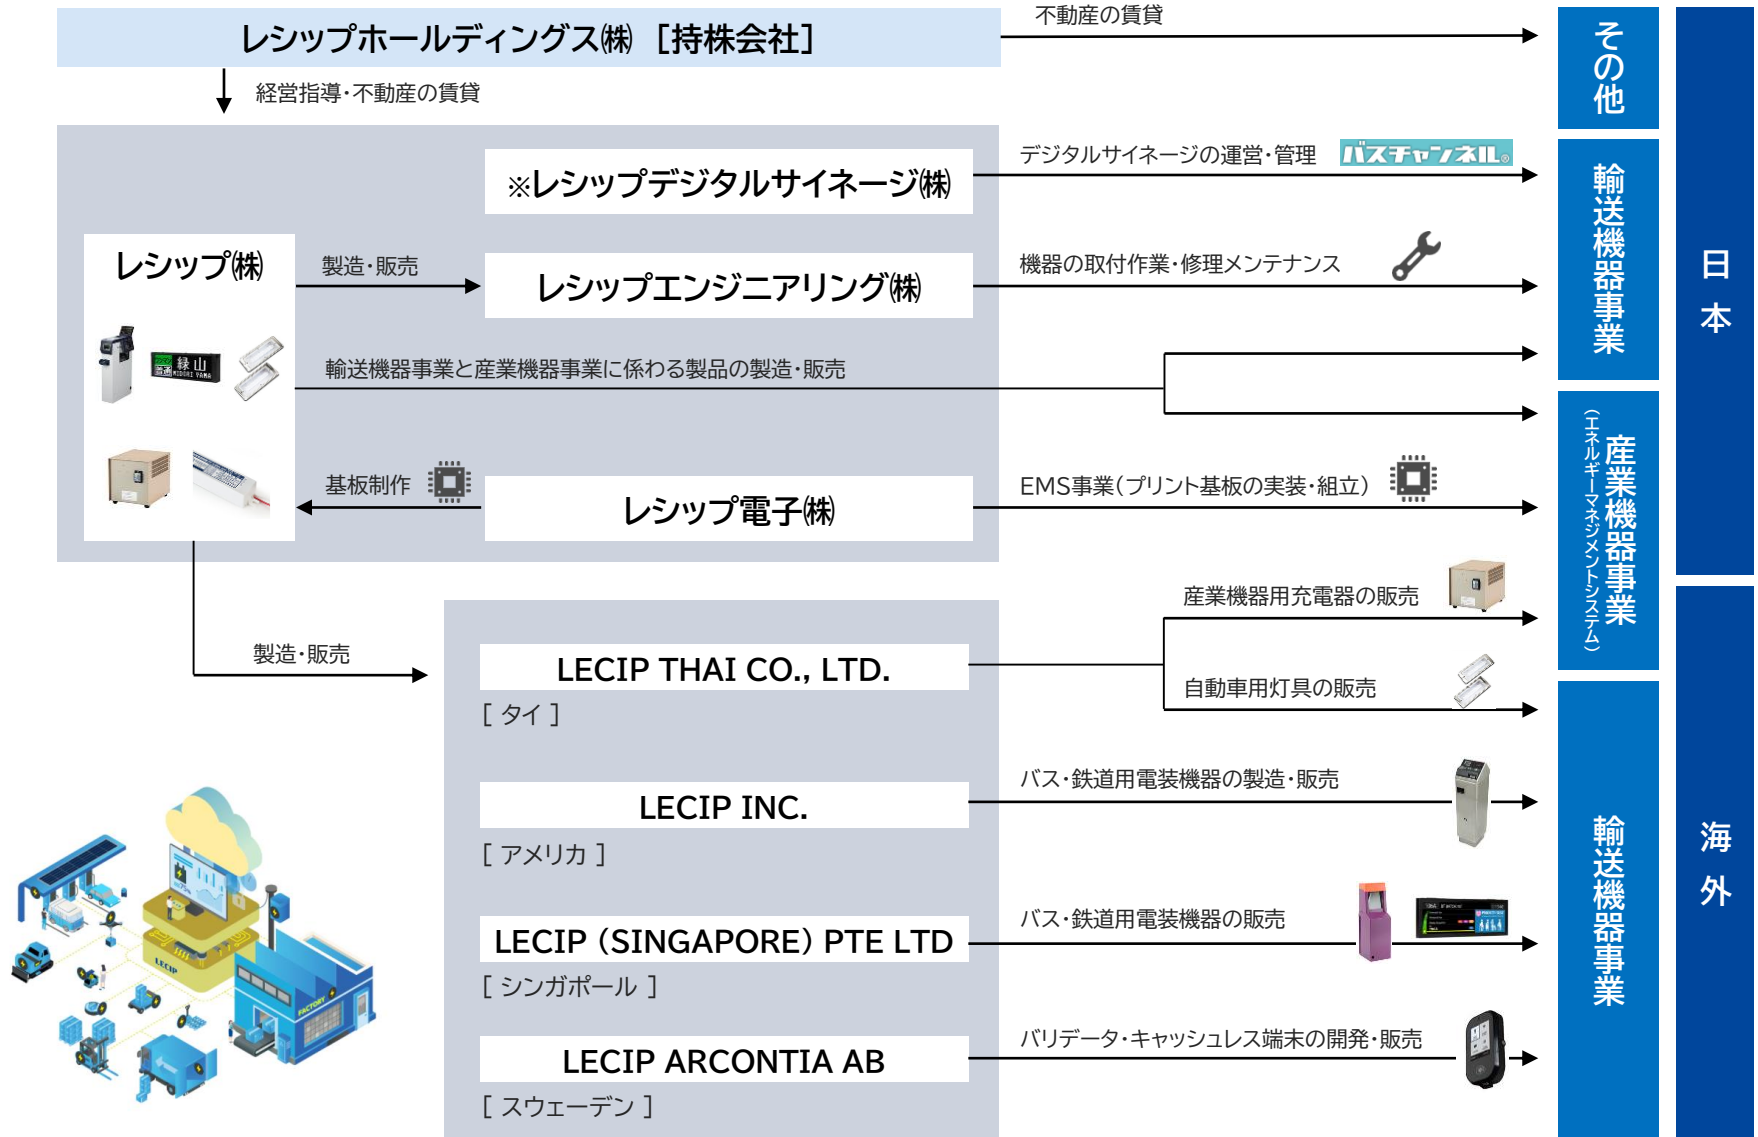 レシップホールディングス㈱ [持株会社]
不動産の賃貸
その他
経営指導・不動産の賃貸
※レシップデジタルサイネージ㈱
デジタルサイネージの運営・管理
バスチャンネル®
輸送機器事業
日本
レシップ㈱
製造・販売
レシップエンジニアリング㈱
機器の取付作業・修理メンテナンス
緑山
MIDORI YAMA
輸送機器事業と産業機器事業に係わる製品の製造・販売
産業機器事業
(エネルギーマネジメントシステム)
基板制作
レシップ電子㈱
EMS事業(プリント基板の実装・組立)
産業機器用充電器の販売
製造・販売
LECIP THAI CO., LTD.
[ タイ ]
自動車用灯具の販売
輸送機器事業
海外
LECIP INC.
[ アメリカ ]
バス・鉄道用電装機器の製造・販売
LECIP (SINGAPORE) PTE LTD
[ シンガポール ]
バス・鉄道用電装機器の販売
LECIP ARCONTIA AB
[ スウェーデン ]
バリデータ・キャッシュレス端末の開発・販売
LECIP
FACTORY